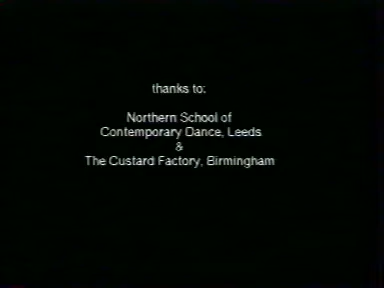 thanks to:
Northern School of
Contemporary Dance, Leeds
&
The Custard Factory, Birmingham